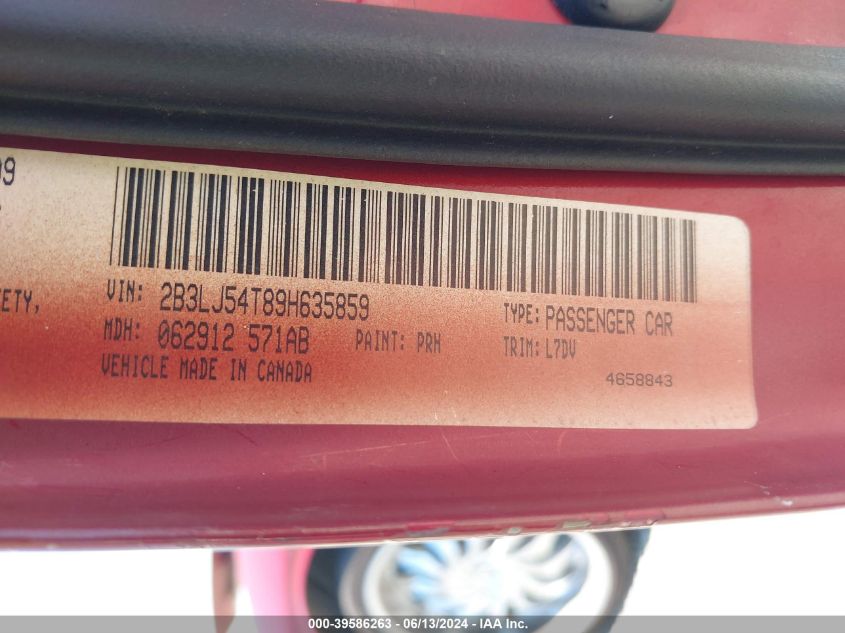 09
ETY,
VIN: 2B3LJ54T89H635859
TYPE: PASSENGER CAR
MDH: 062912 571AB
PAINT: PRH
TRIM: L7DV
VEHICLE MADE IN CANADA
4658843
000-39586263 - 06/13/2024 - IAA Inc.